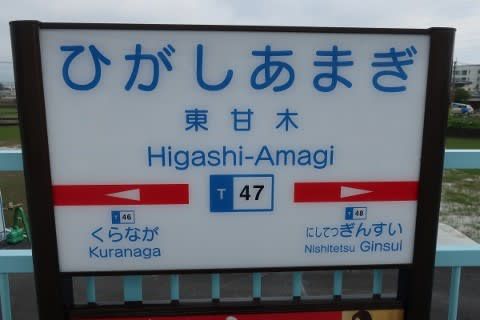 ひがしあまぎ
東甘木
Higashi-Amagi
T 47
T 46
くらなが
Kuranaga
T 48
にしてつぎんすい
Nishitetsu Ginsui